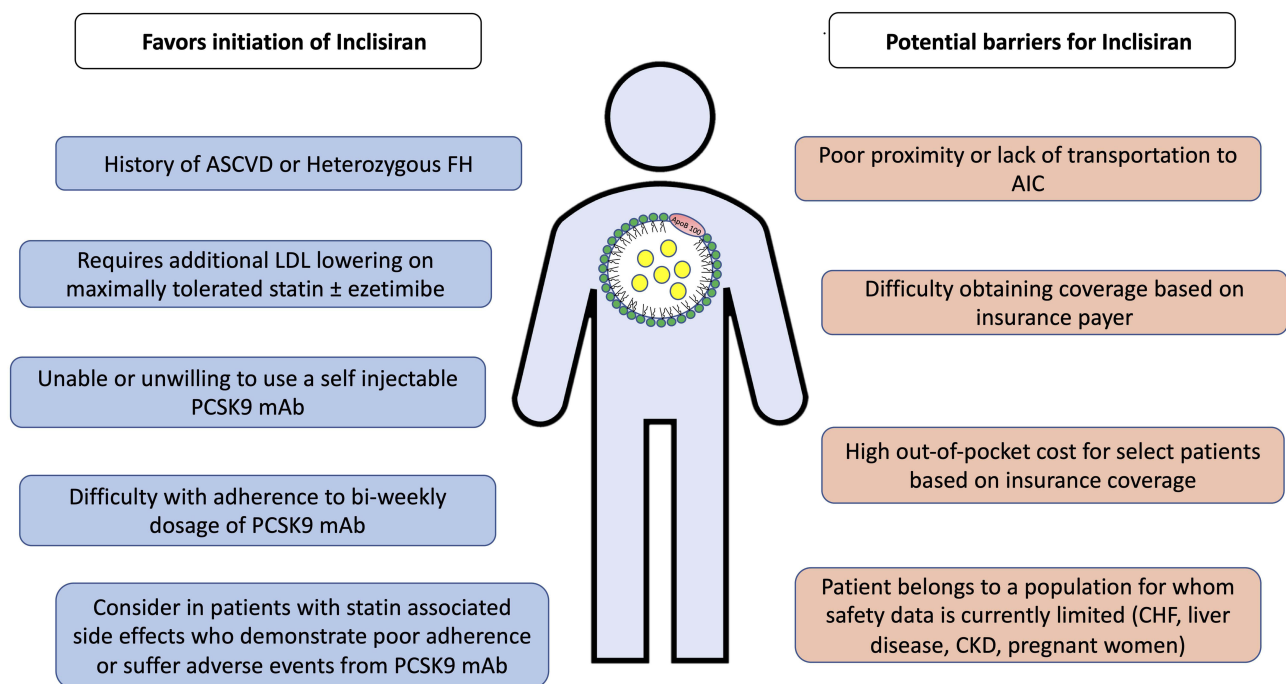 Favors initiation of Inclisiran
History of ASCVD or Heterozygous FH
Requires additional LDL lowering on
maximally tolerated statin ± ezetimibe
Unable or unwilling to use a self injectable
PCSK9 mAb
Difficulty with adherence to bi-weekly
dosage of PCSK9 mAb
Consider in patients with statin associated
side effects who demonstrate poor adherence
or suffer adverse events from PCSK9 mAb
ApoB 100
Potential barriers for Inclisiran
Poor proximity or lack of transportation to
AIC
Difficulty obtaining coverage based on
insurance payer
High out-of-pocket cost for select patients
based on insurance coverage
Patient belongs to a population for whom
safety data is currently limited (CHF, liver
disease, CKD, pregnant women)